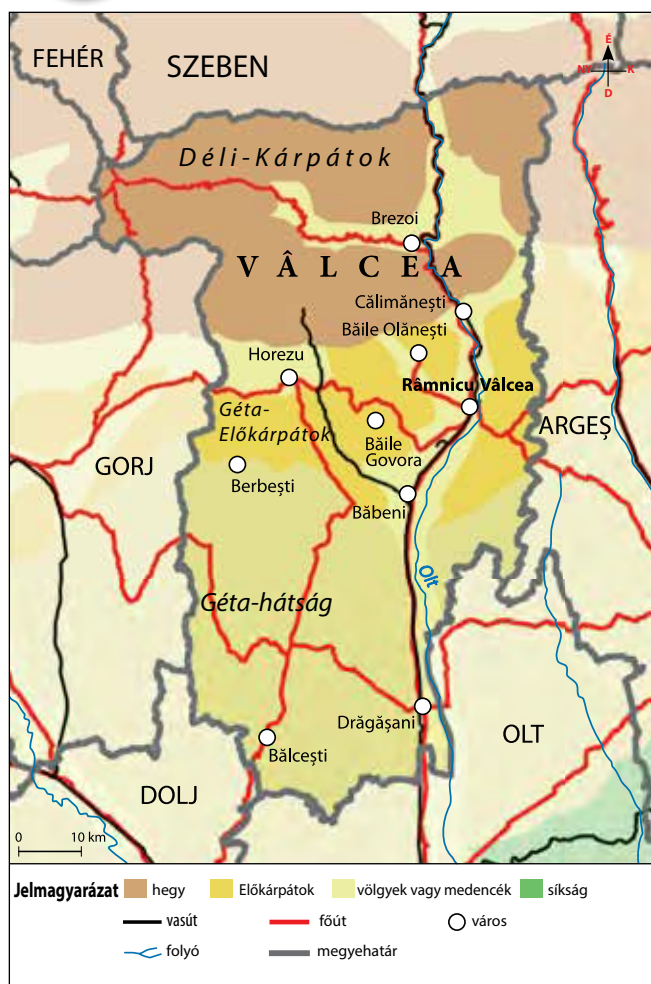 FEHÉR
SZEBEN
É
NY
K
D
Déli-Kárpátok
Brezoi
VÂLCEA
Călimănești
Băile Olănești
Horezu
Râmnicu Vâlcea
Géta-
Előkárpátok
ARGEȘ
Băile
Govora
GORJ
Berbești
Băbeni
Olt
Géta-hátság
Drăgășani
OLT
Bălcești
DOLJ
0 10 km
Jelmagyarázat hegy Előkárpátok völgyek vagy medencék síkság
vasút főút város
folyó megyehatár